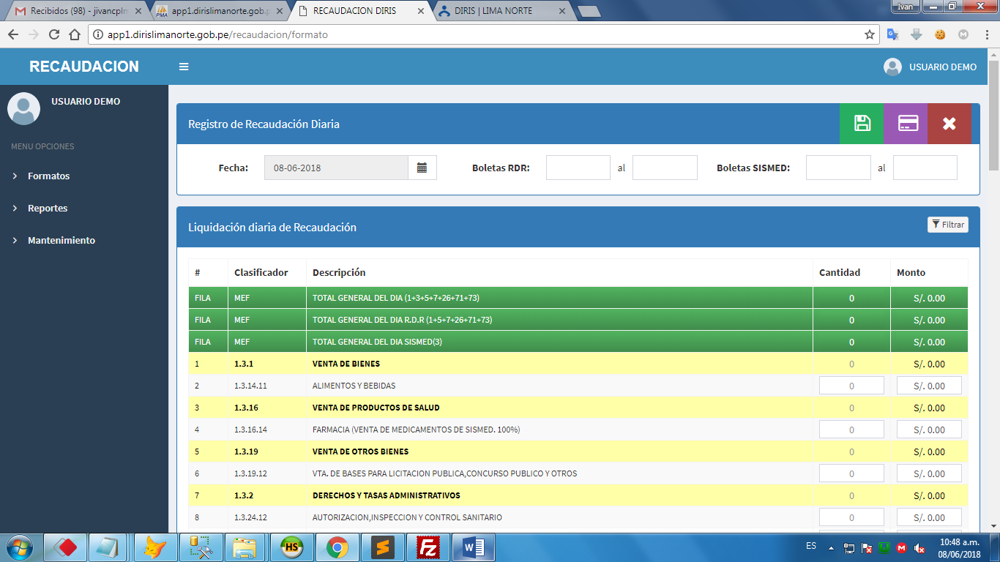 Recibidos (98) - jivancplm
app1.dirislimanorte.gob.p
RECAUDACION DIRIS
DIRIS | LIMA NORTE
Ivan
app1.dirislimanorte.gob.pe/recaudacion/formato
RECAUDACION
USUARIO DEMO
USUARIO DEMO
MENU OPCIONES
Formatos
Reportes
Mantenimiento
Registro de Recaudación Diaria
Fecha: 08-06-2018 Boletas RDR: al Boletas SISMED: al
Liquidación diaria de Recaudación
Filtrar
# Clasificador Descripción Cantidad Monto
FILA MEF TOTAL GENERAL DEL DIA (1+3+5+7+26+71+73) 0 S/. 0.00
FILA MEF TOTAL GENERAL DEL DIA R.D.R (1+5+7+26+71+73) 0 S/. 0.00
FILA MEF TOTAL GENERAL DEL DIA SISMED(3) 0 S/. 0.00
1 1.3.1 VENTA DE BIENES 0 S/. 0.00
2 1.3.14.11 ALIMENTOS Y BEBIDAS 0 S/. 0.00
3 1.3.16 VENTA DE PRODUCTOS DE SALUD 0 S/. 0.00
4 1.3.16.14 FARMACIA (VENTA DE MEDICAMENTOS DE SISMED. 100%) 0 S/. 0.00
5 1.3.19 VENTA DE OTROS BIENES 0 S/. 0.00
6 1.3.19.12 VTA. DE BASES PARA LICITACION PUBLICA,CONCURSO PUBLICO Y OTROS 0 S/. 0.00
7 1.3.2 DERECHOS Y TASAS ADMINISTRATIVOS 0 S/. 0.00
8 1.3.24.12 AUTORIZACION,INSPECCION Y CONTROL SANITARIO 0 S/. 0.00
ES
10:48 a.m.
08/06/2018